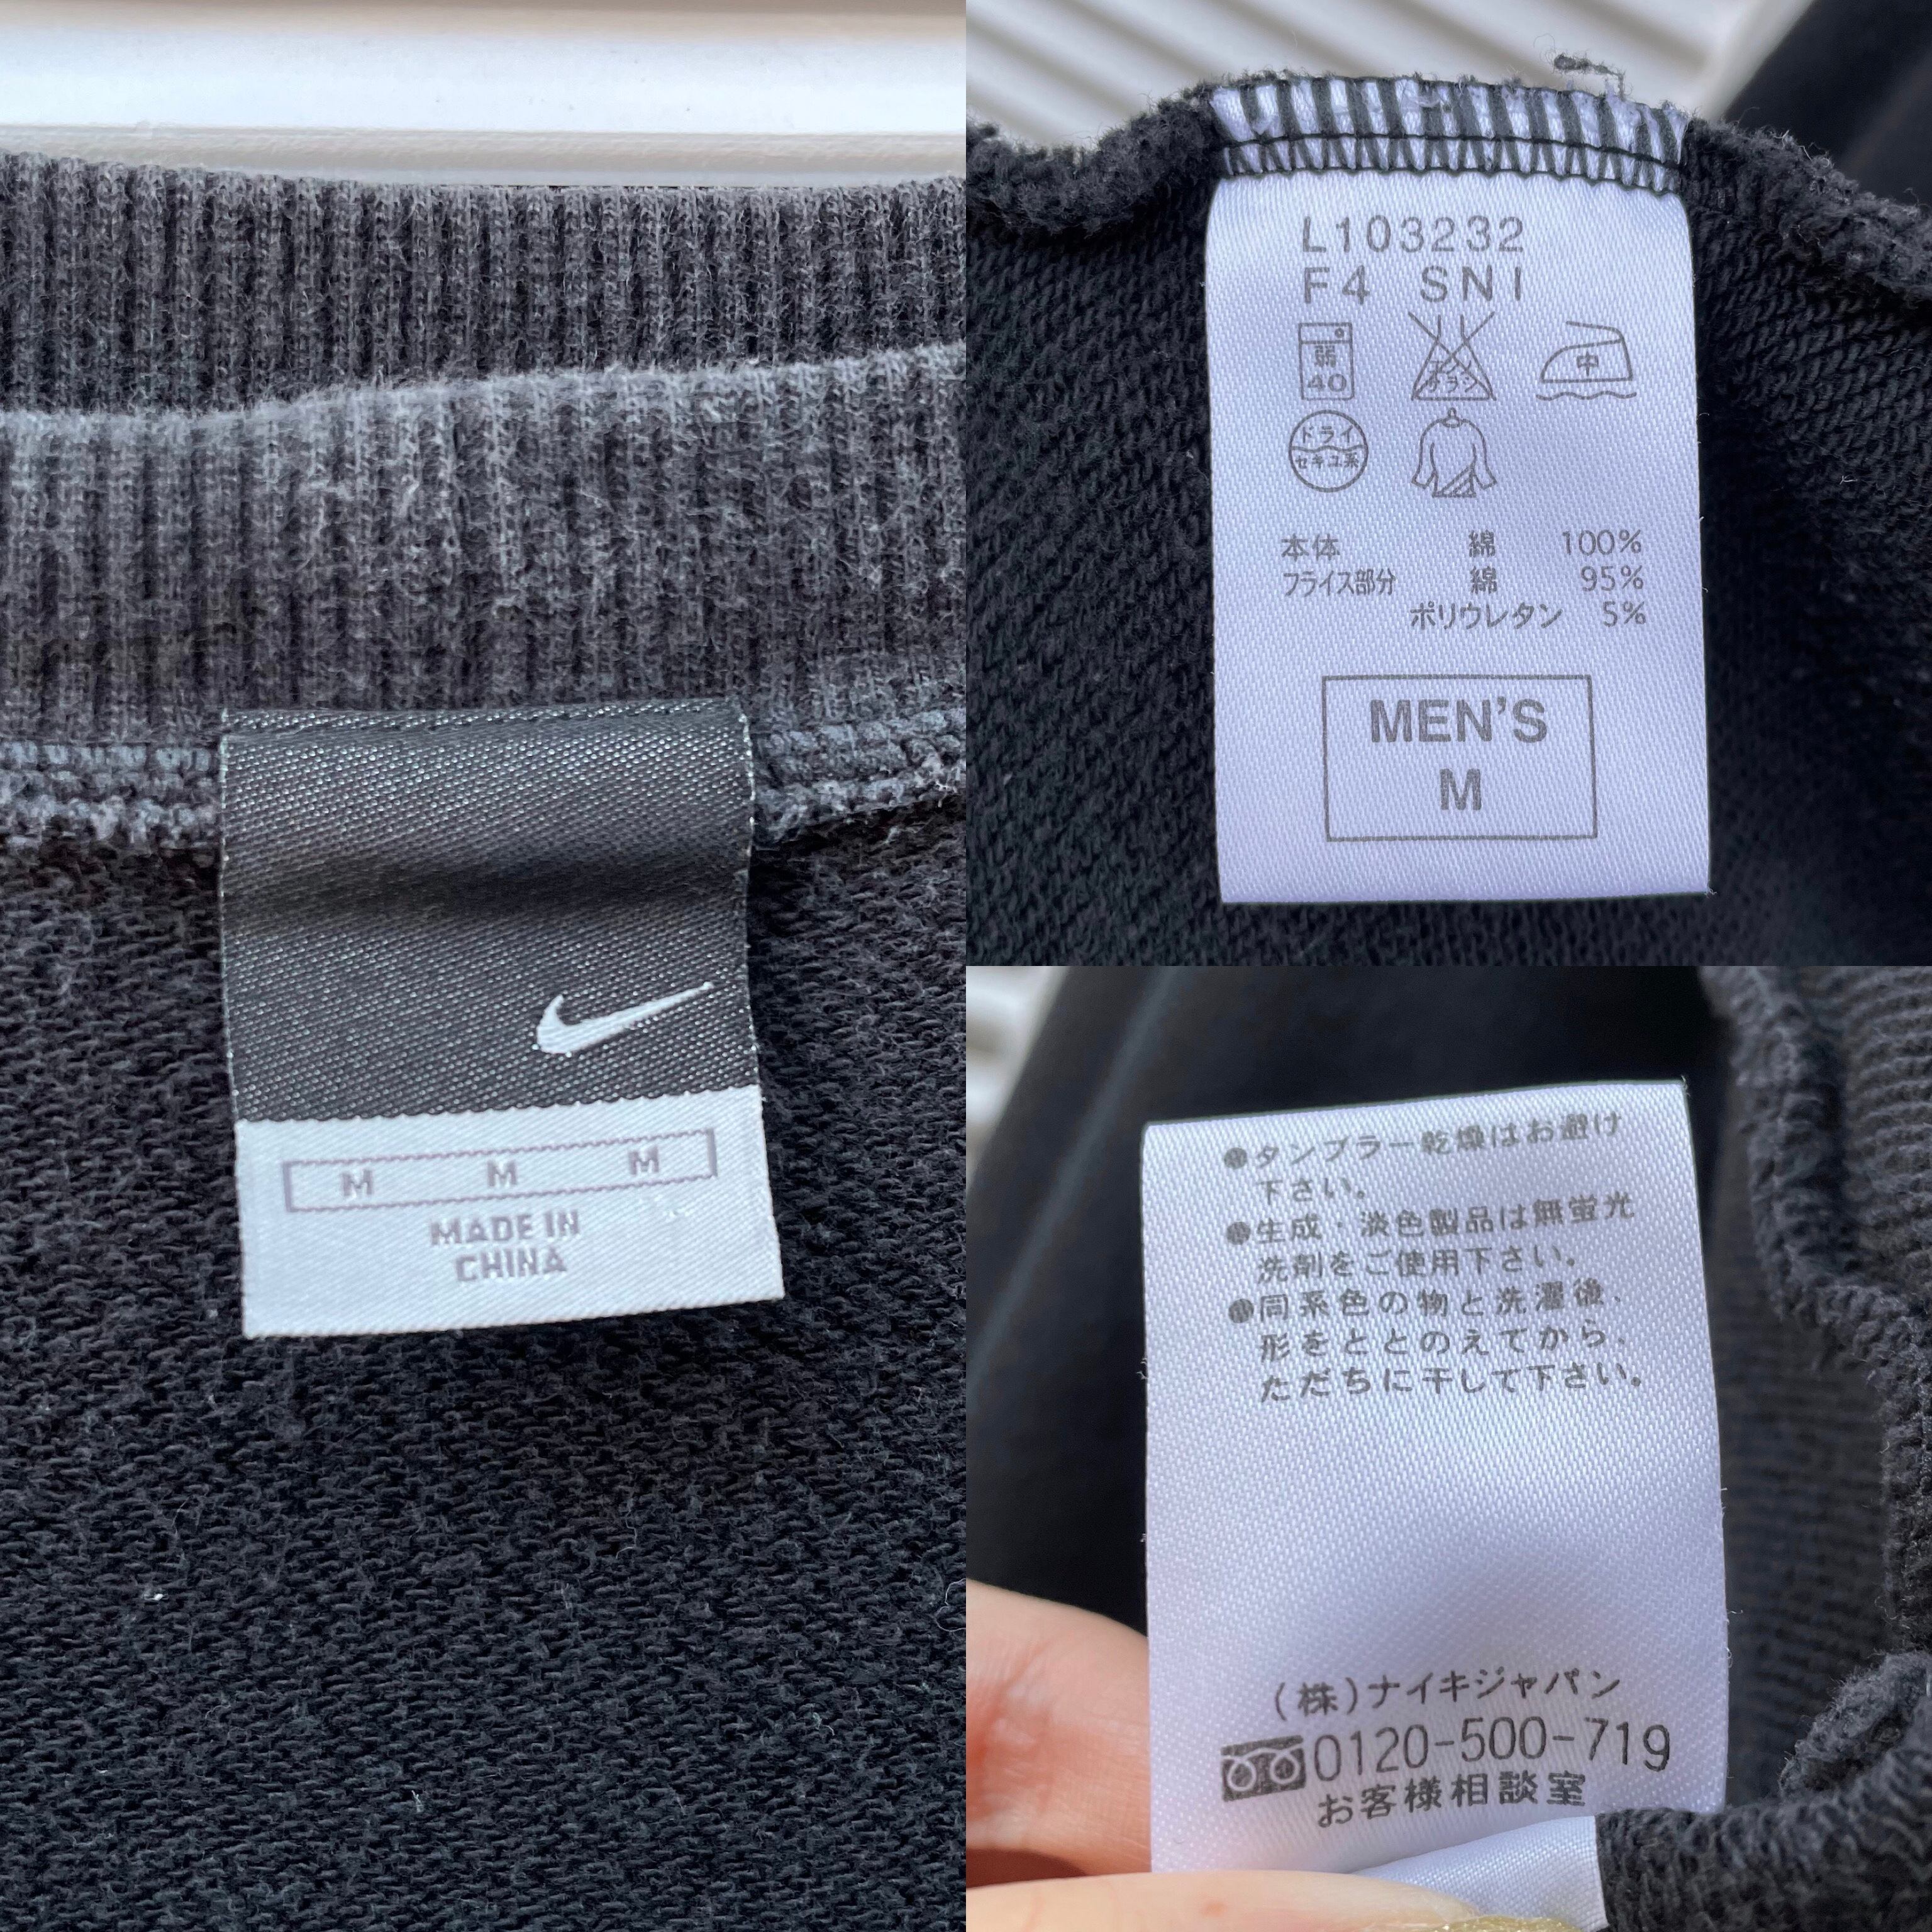 M M M
MADE IN
CHINA
L103232
F4 SNI
弱
40
エンソ
サラシ
中
ドライ
セキユ系
本体 綿 100%
フライス部分 綿 95%
ポリウレタン 5%
MEN'S
M
●タンブラー乾燥はお避け
下さい。
●生成・淡色製品は無蛍光
洗剤をご使用下さい。
●同系色の物と洗濯後、
形をととのえてから、
ただちに干して下さい。
(株)ナイキジャパン
0120-500-719
お客様相談室